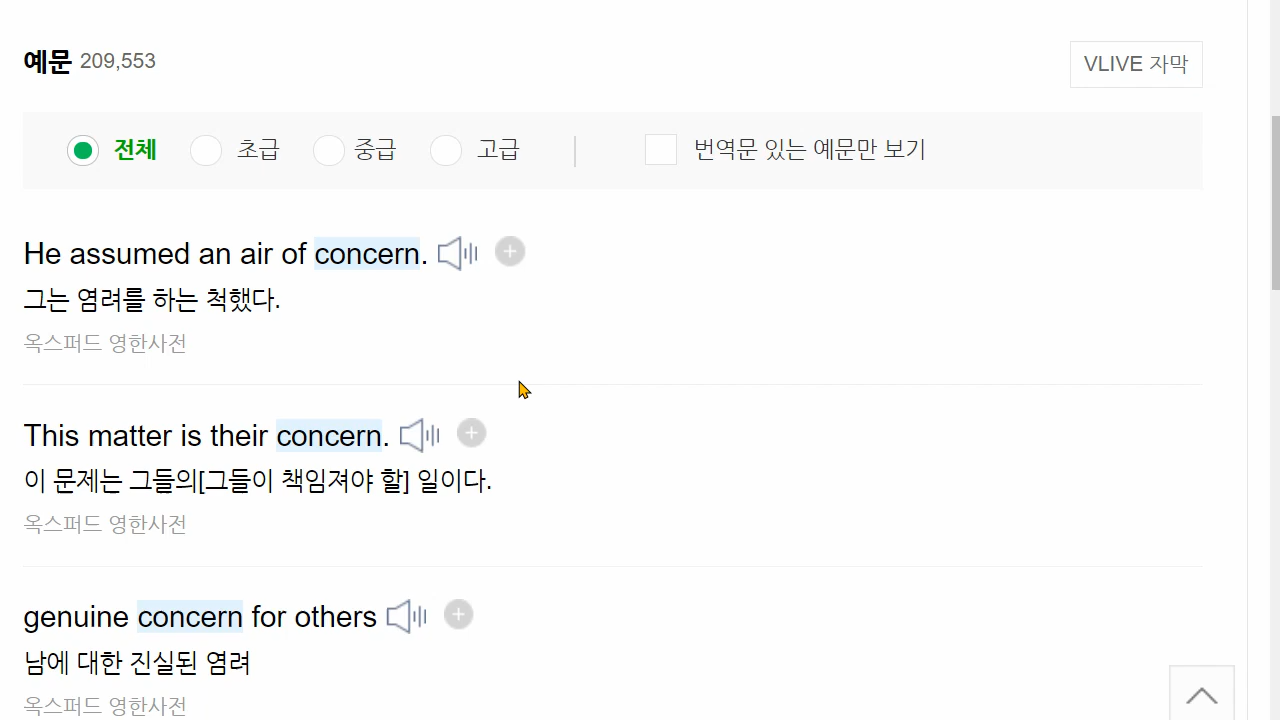 예문 209,553
VLIVE 자막
전체 초급 중급 고급 번역문 있는 예문만 보기
He assumed an air of concern.
그는 염려를 하는 척했다.
옥스퍼드 영한사전
This matter is their concern.
이 문제는 그들의[그들이 책임져야 할] 일이다.
옥스퍼드 영한사전
genuine concern for others
남에 대한 진실된 염려
옥스퍼드 영한사전